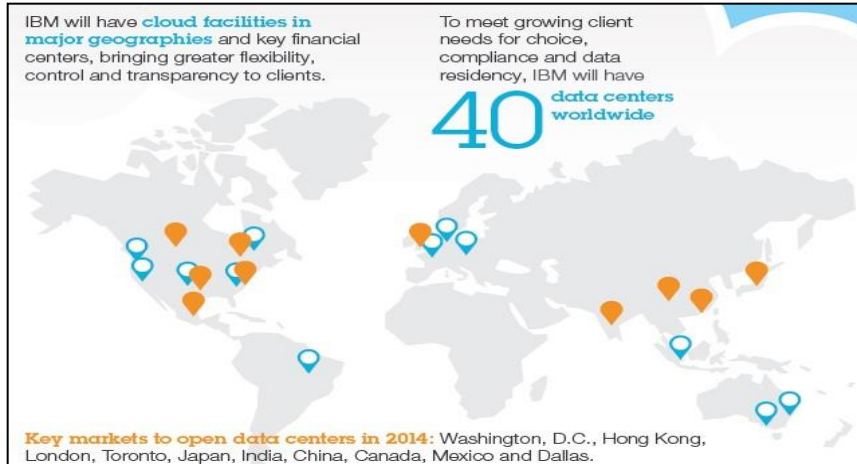 IBM will have cloud facilities in
major geographies and key financial
centers, bringing greater flexibility,
control and transparency to clients.
To meet growing client
needs for choice,
compliance and data
residency, IBM will have
40 data centers
worldwide
Key markets to open data centers in 2014: Washington, D.C., Hong Kong,
London, Toronto, Japan, India, China, Canada, Mexico and Dallas.